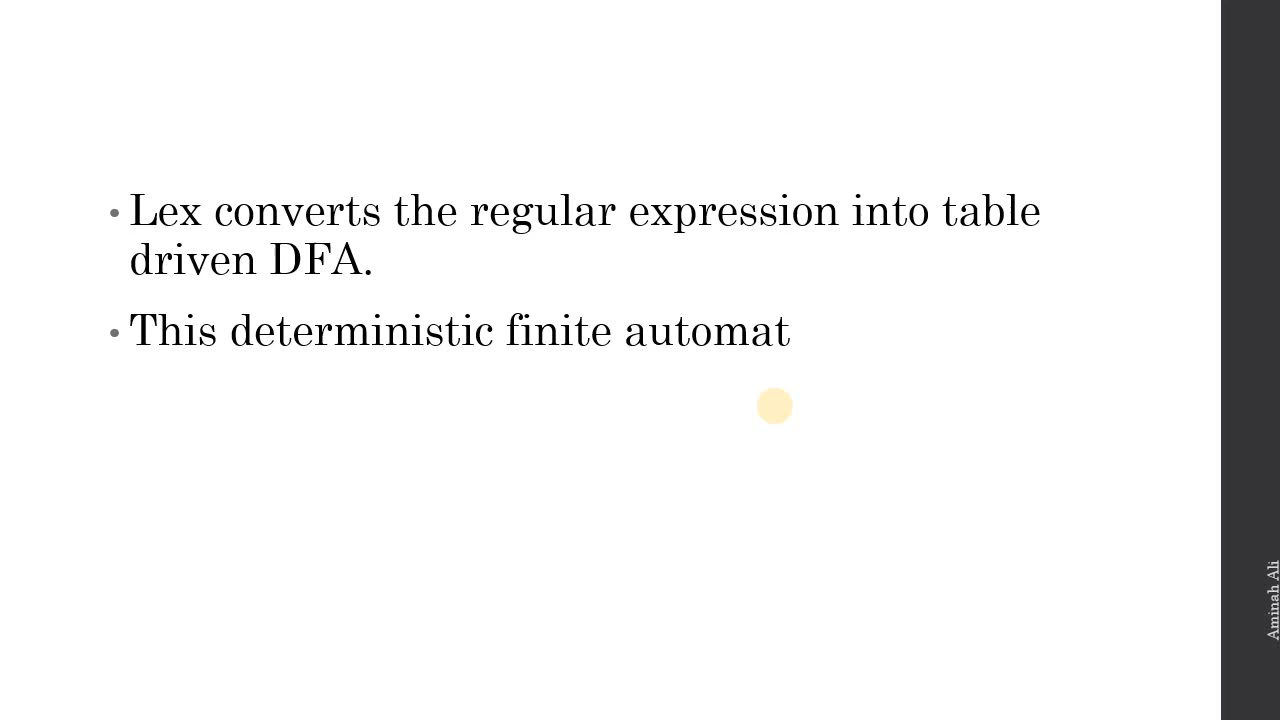 • Lex converts the regular expression into table
driven DFA.
• This deterministic finite automat
Aminah Ali